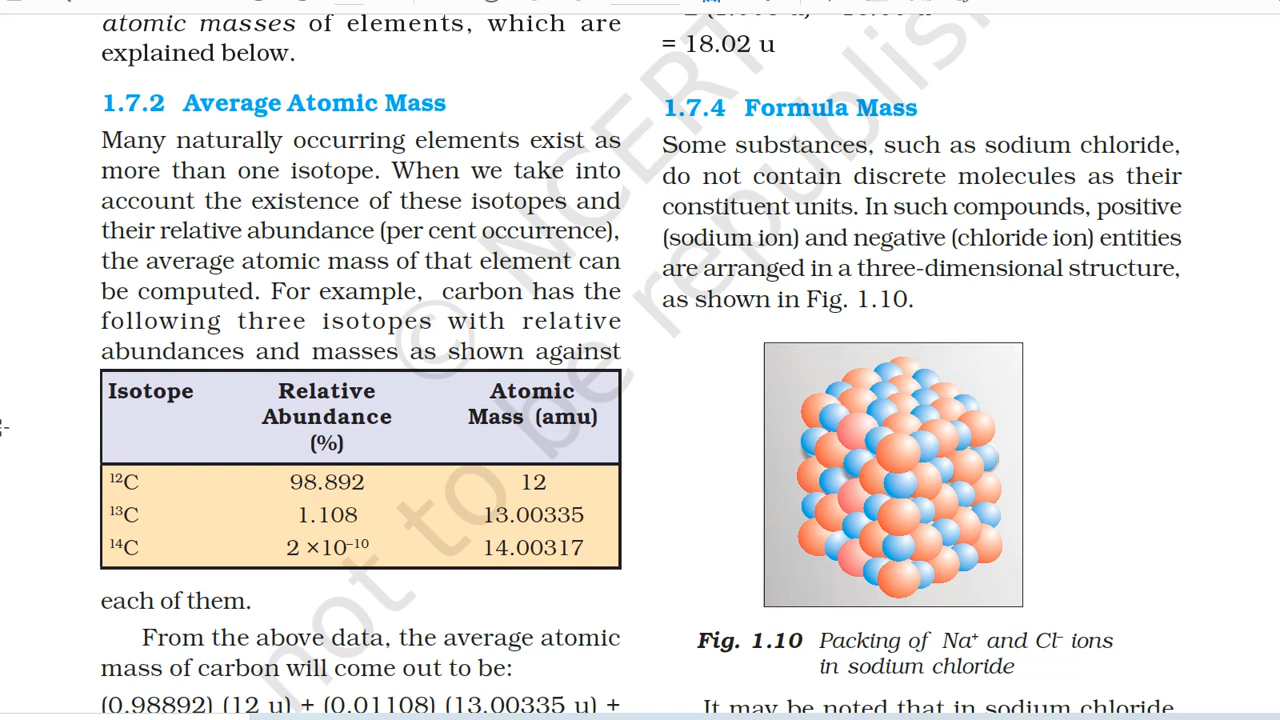 atomic masses of elements, which are
explained below.
1.7.2 Average Atomic Mass
Many naturally occurring elements exist as
more than one isotope. When we take into
account the existence of these isotopes and
their relative abundance (per cent occurrence),
the average atomic mass of that element can
be computed. For example, carbon has the
following three isotopes with relative
abundances and masses as shown against
Isotope Relative Atomic
Abundance Mass (amu)
(%)
¹²C 98.892 12
¹³C 1.108 13.00335
¹⁴C 2 ×10⁻¹⁰ 14.00317
each of them.
From the above data, the average atomic
mass of carbon will come out to be:
(0.98892) (12 u) + (0.01108) (13.00335 u) +
= 18.02 u
1.7.4 Formula Mass
Some substances, such as sodium chloride,
do not contain discrete molecules as their
constituent units. In such compounds, positive
(sodium ion) and negative (chloride ion) entities
are arranged in a three-dimensional structure,
as shown in Fig. 1.10.
Fig. 1.10 Packing of Na⁺ and Cl⁻ ions
in sodium chloride
It may be noted that in sodium chloride,
© NCERT
not to be republis